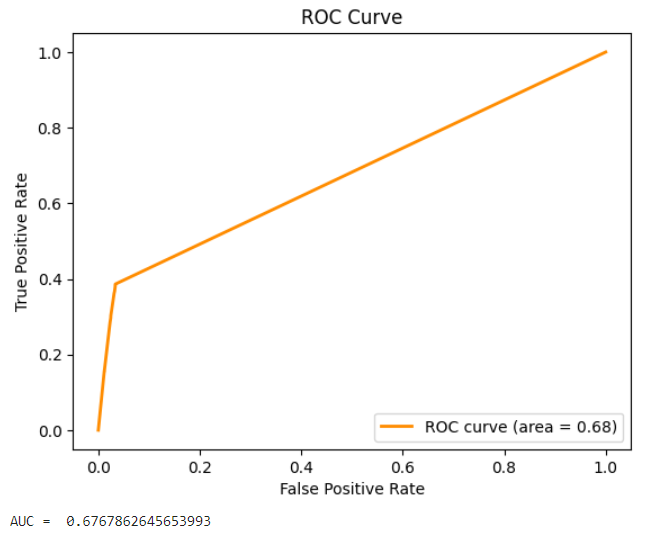 ROC Curve
True Positive Rate
1.0
0.8
0.6
0.4
0.2
0.0
ROC curve (area = 0.68)
0.0 0.2 0.4 0.6 0.8 1.0
False Positive Rate
AUC = 0.6767862645653993